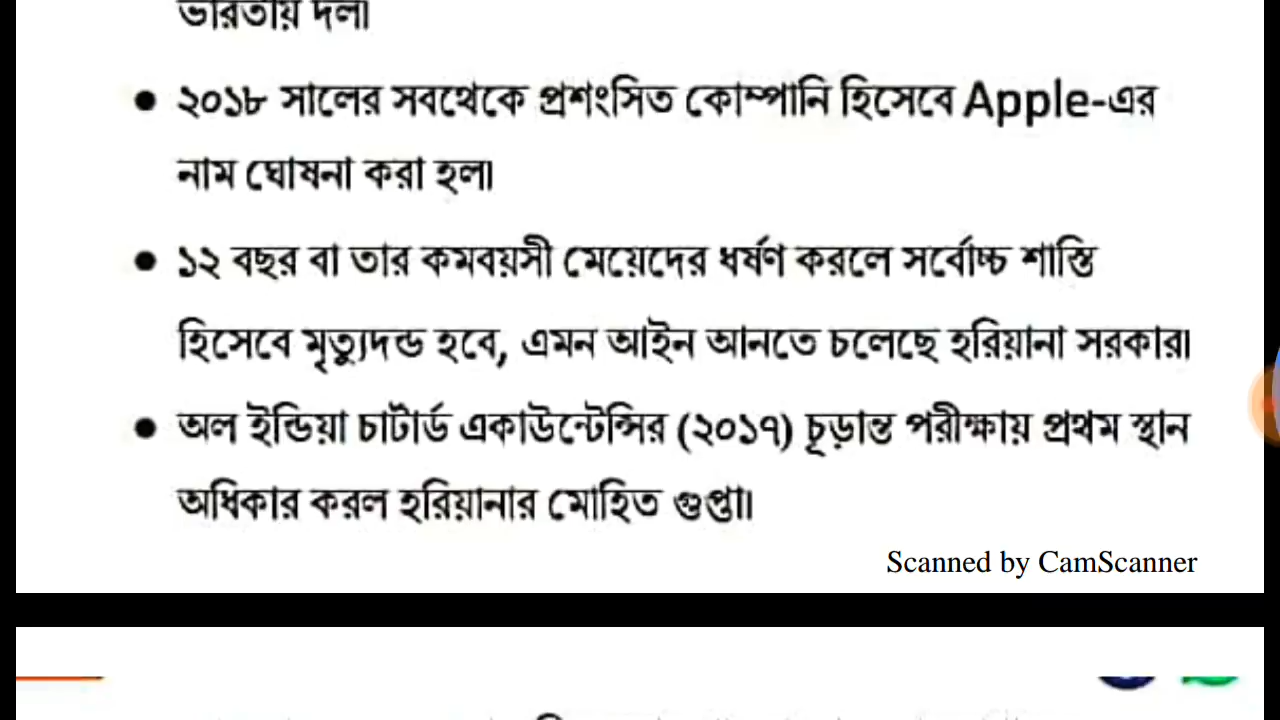 ভারতীয় দল।
২০১৮ সালের সবথেকে প্রশংসিত কোম্পানি হিসেবে Apple-এর
নাম ঘোষনা করা হল।
১২ বছর বা তার কমবয়সী মেয়েদের ধর্ষণ করলে সর্বোচ্চ শাস্তি
হিসেবে মৃত্যুদন্ড হবে, এমন আইন আনতে চলেছে হরিয়ানা সরকার।
অল ইন্ডিয়া চার্টার্ড একাউন্টেন্সির (২০১৭) চূড়ান্ত পরীক্ষায় প্রথম স্থান
অধিকার করল হরিয়ানার মোহিত গুপ্তা।
Scanned by CamScanner